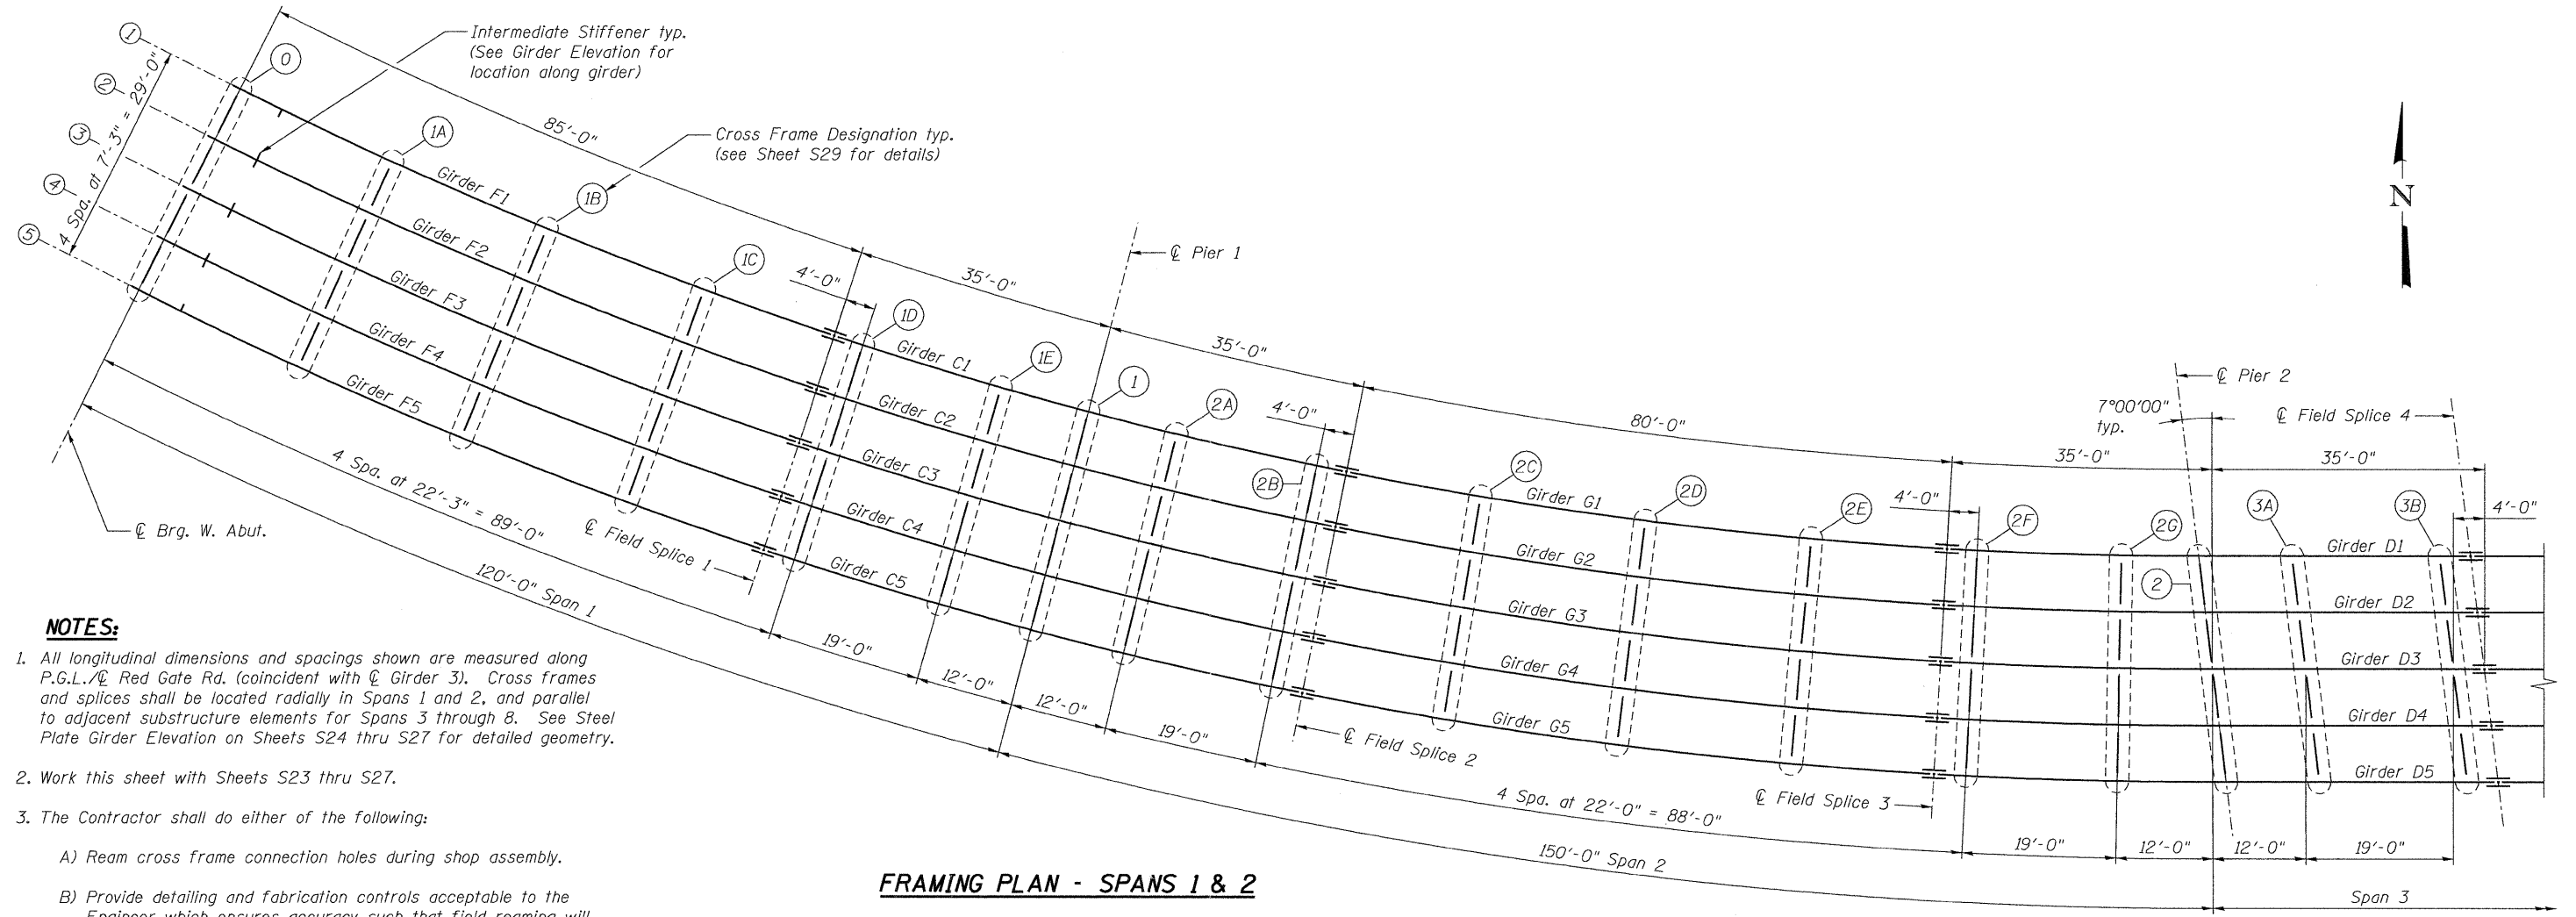 Intermediate Stiffener typ.
(See Girder Elevation for
location along girder)
Cross Frame Designation typ.
(see Sheet S29 for details)
1
2
3
4
5
4 Spa. at 7'-3" = 29'-0"
0
1A
1B
1C
1D
1E
1
2A
2B
2C
2D
2E
2F
2G
2
3A
3B
85'-0"
4'-0"
35'-0"
℄ Pier 1
35'-0"
4'-0"
80'-0"
4'-0"
35'-0"
℄ Pier 2
7°00'00"
typ.
℄ Field Splice 4
35'-0"
4'-0"
N
Girder F1
Girder F2
Girder F3
Girder F4
Girder F5
Girder C1
Girder C2
Girder C3
Girder C4
Girder C5
Girder G1
Girder G2
Girder G3
Girder G4
Girder G5
Girder D1
Girder D2
Girder D3
Girder D4
Girder D5
℄ Brg. W. Abut.
4 Spa. at 22'-3" = 89'-0"
120'-0" Span 1
℄ Field Splice 1
19'-0"
12'-0"
12'-0"
19'-0"
℄ Field Splice 2
4 Spa. at 22'-0" = 88'-0"
150'-0" Span 2
℄ Field Splice 3
19'-0"
12'-0"
12'-0"
19'-0"
Span 3
NOTES:
1. All longitudinal dimensions and spacings shown are measured along
P.G.L./℄ Red Gate Rd. (coincident with ℄ Girder 3). Cross frames
and splices shall be located radially in Spans 1 and 2, and parallel
to adjacent substructure elements for Spans 3 through 8. See Steel
Plate Girder Elevation on Sheets S24 thru S27 for detailed geometry.
2. Work this sheet with Sheets S23 thru S27.
3. The Contractor shall do either of the following:
A) Ream cross frame connection holes during shop assembly.
B) Provide detailing and fabrication controls acceptable to the
Engineer which ensures accuracy such that field reaming will
FRAMING PLAN - SPANS 1 & 2